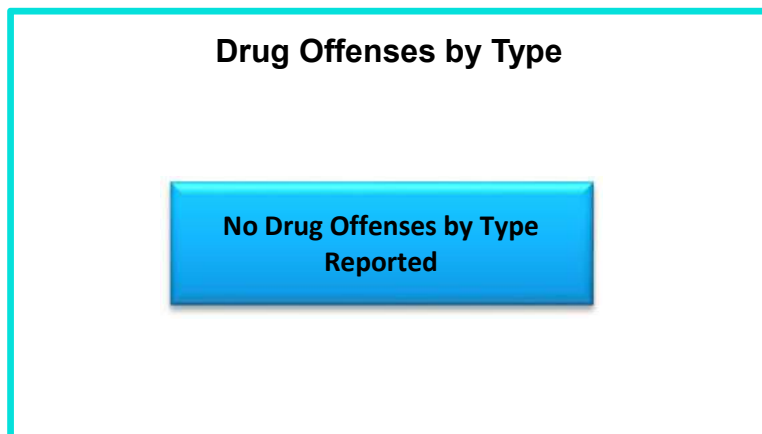 Drug Offenses by Type
No Drug Offenses by Type
Reported